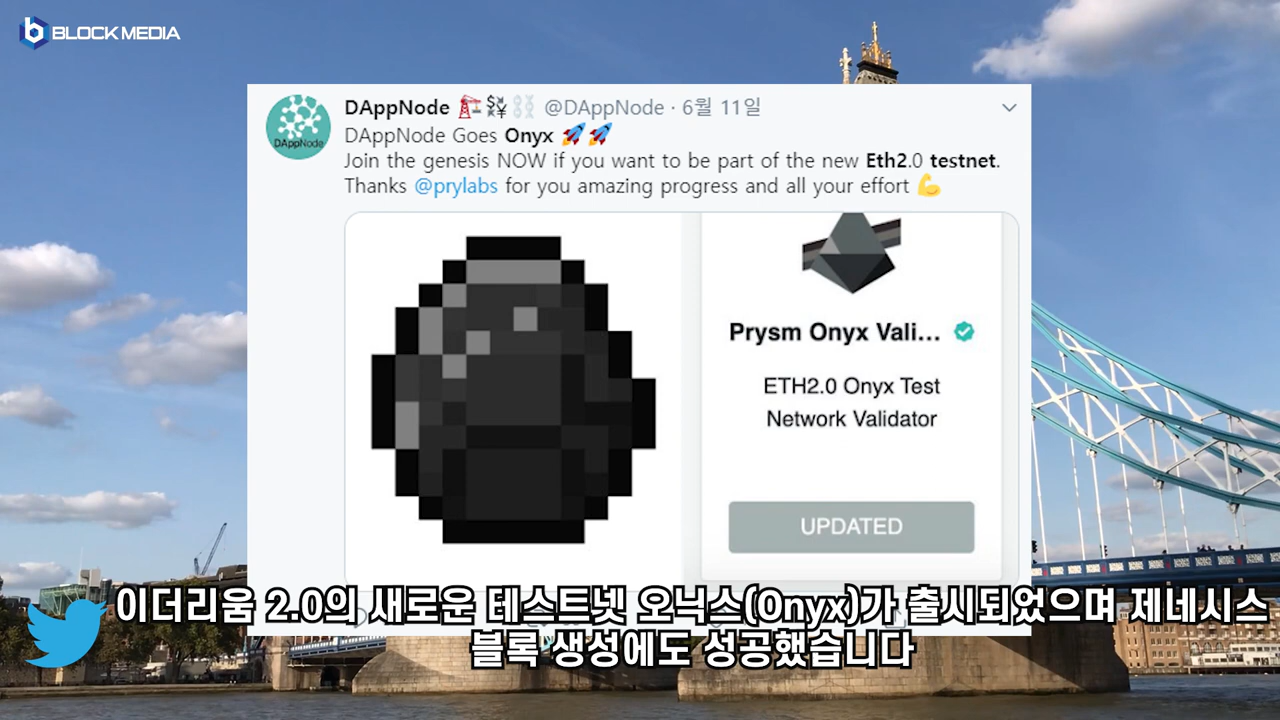 BLOCK MEDIA
DAppNode 🏗💱⛓ @DAppNode · 6월 11일
DAppNode
DAppNode Goes Onyx 🚀🚀
Join the genesis NOW if you want to be part of the new Eth2.0 testnet.
Thanks @prylabs for you amazing progress and all your effort 💪
Prysm Onyx Vali...
ETH2.0 Onyx Test
Network Validator
UPDATED
이더리움 2.0의 새로운 테스트넷 오닉스(Onyx)가 출시되었으며 제네시스
블록 생성에도 성공했습니다